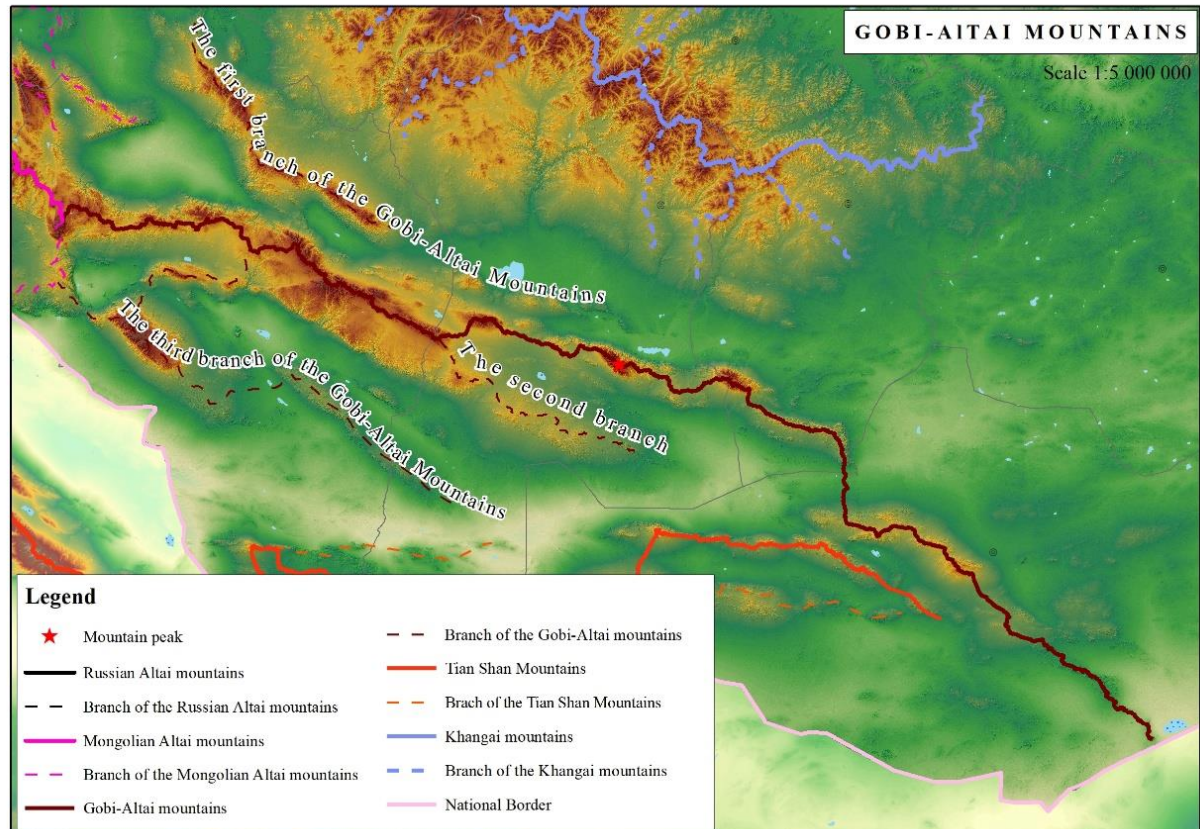 GOBI-AlTAI MOUNTAINS
Scale 1:5 000 000
The first branch of the Gobi-Altai Mountains
The third branch of the Gobi-Altai Mountains
The second branch
Legend
Mountain peak
Russian Altai mountains
Branch of the Russian Altai mountains
Mongolian Altai mountains
Branch of the Mongolian Altai mountains
Gobi-Altai mountains
Branch of the Gobi-Altai mountains
Tian Shan Mountains
Brach of the Tian Shan Mountains
Khangai mountains
Branch of the Khangai mountains
National Border